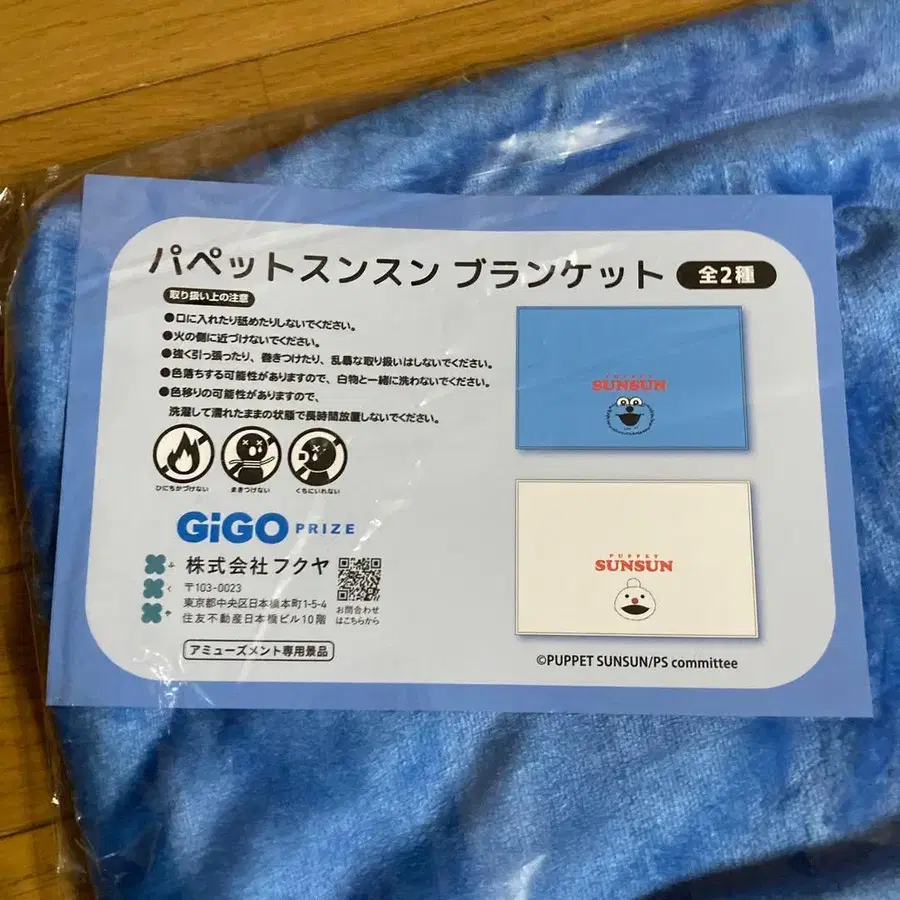 パペットスンスン ブランケット 全2種
取り扱い上の注意
●口に入れたり舐めたりしないでください。
●火の側に近づけないでください。
●強く引っ張ったり、巻きつけたり、乱暴な取り扱いはしないでください。
●色落ちする可能性がありますので、白物と一緒に洗わないでください。
●色移りの可能性がありますので、
洗濯して濡れたままの状態で長時間放置しないでください。
ひにちかづけない まきつけない くちにいれない
GiGO PRIZE
ふくや
株式会社フクヤ
〒103-0023
東京都中央区日本橋本町1-5-4
住友不動産日本橋ビル10階
お問合わせ
はこちらから
アミューズメント専用景品
PUPPET
SUNSUN
PUPPET
SUNSUN
©PUPPET SUNSUN/PS committee